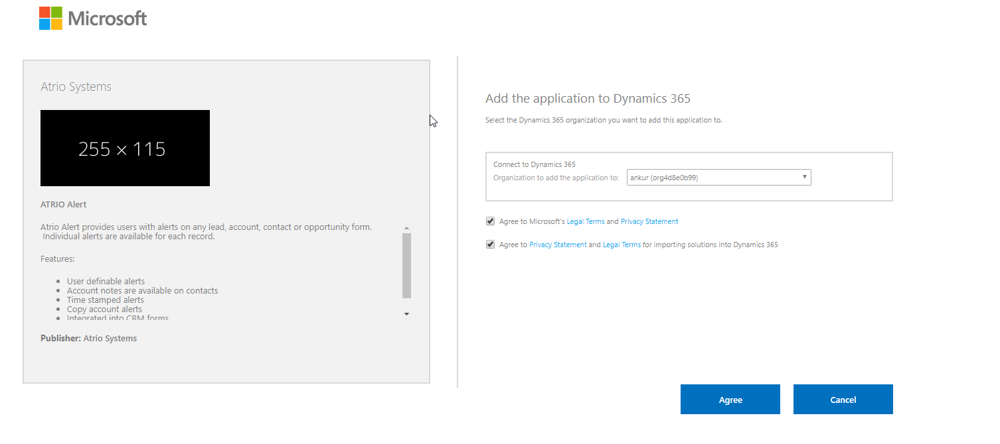 Microsoft
Atrio Systems
255 × 115
ATRIO Alert
Atrio Alert provides users with alerts on any lead, account, contact or opportunity form.
Individual alerts are available for each record.
Features:
User definable alerts
Account notes are available on contacts
Time stamped alerts
Copy account alerts
Integrated into CRM forms
Publisher: Atrio Systems
Add the application to Dynamics 365
Select the Dynamics 365 organization you want to add this application to.
Connect to Dynamics 365
Organization to add the application to: ankur (org4d8e0b99)
Agree to Microsoft's Legal Terms and Privacy Statement
Agree to Privacy Statement and Legal Terms for importing solutions into Dynamics 365
Agree
Cancel